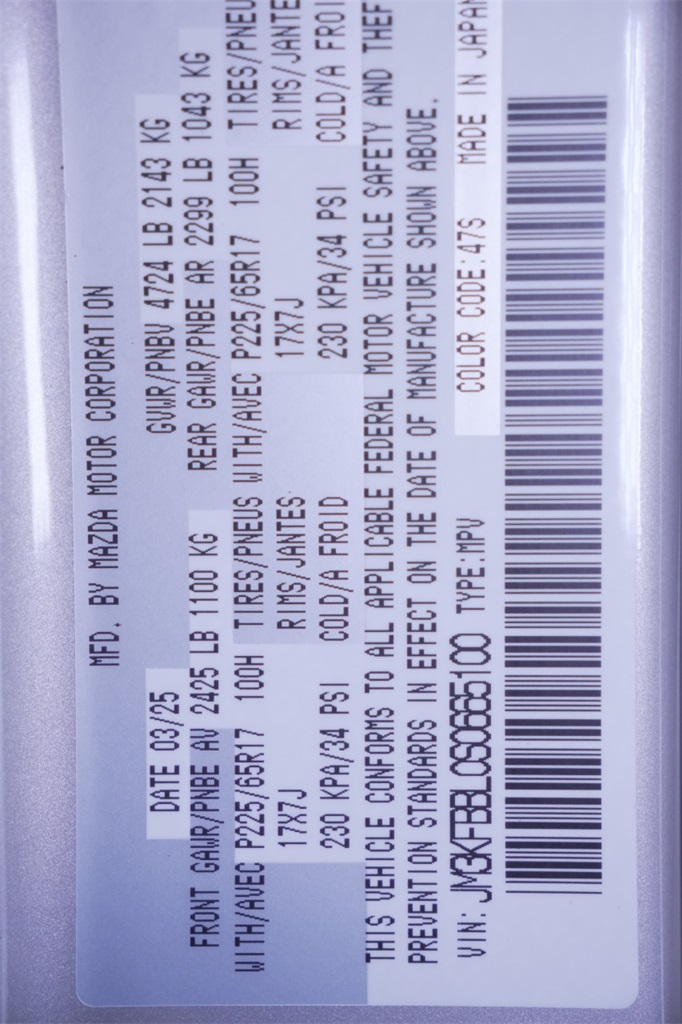 MFD. BY MAZDA MOTOR CORPORATION
DATE 03/25 GVWR/PNBV 4724 LB 2143 KG
FRONT GAWR/PNBE AV 2425 LB 1100 KG REAR GAWR/PNBE AR 2299 LB 1043 KG
WITH/AVEC P225/65R17 100H TIRES/PNEUS WITH/AVEC P225/65R17 100H TIRES/PNEU
17X7J RIMS/JANTES 17X7J RIMS/JANTE
230 KPA/34 PSI COLD/A FROID 230 KPA/34 PSI COLD/A FROI
THIS VEHICLE CONFORMS TO ALL APPLICABLE FEDERAL MOTOR VEHICLE SAFETY AND THEF
PREVENTION STANDARDS IN EFFECT ON THE DATE OF MANUFACTURE SHOWN ABOVE.
VIN: JM3KFBBL0S0665100 TYPE:MPV COLOR CODE:47S MADE IN JAPAN